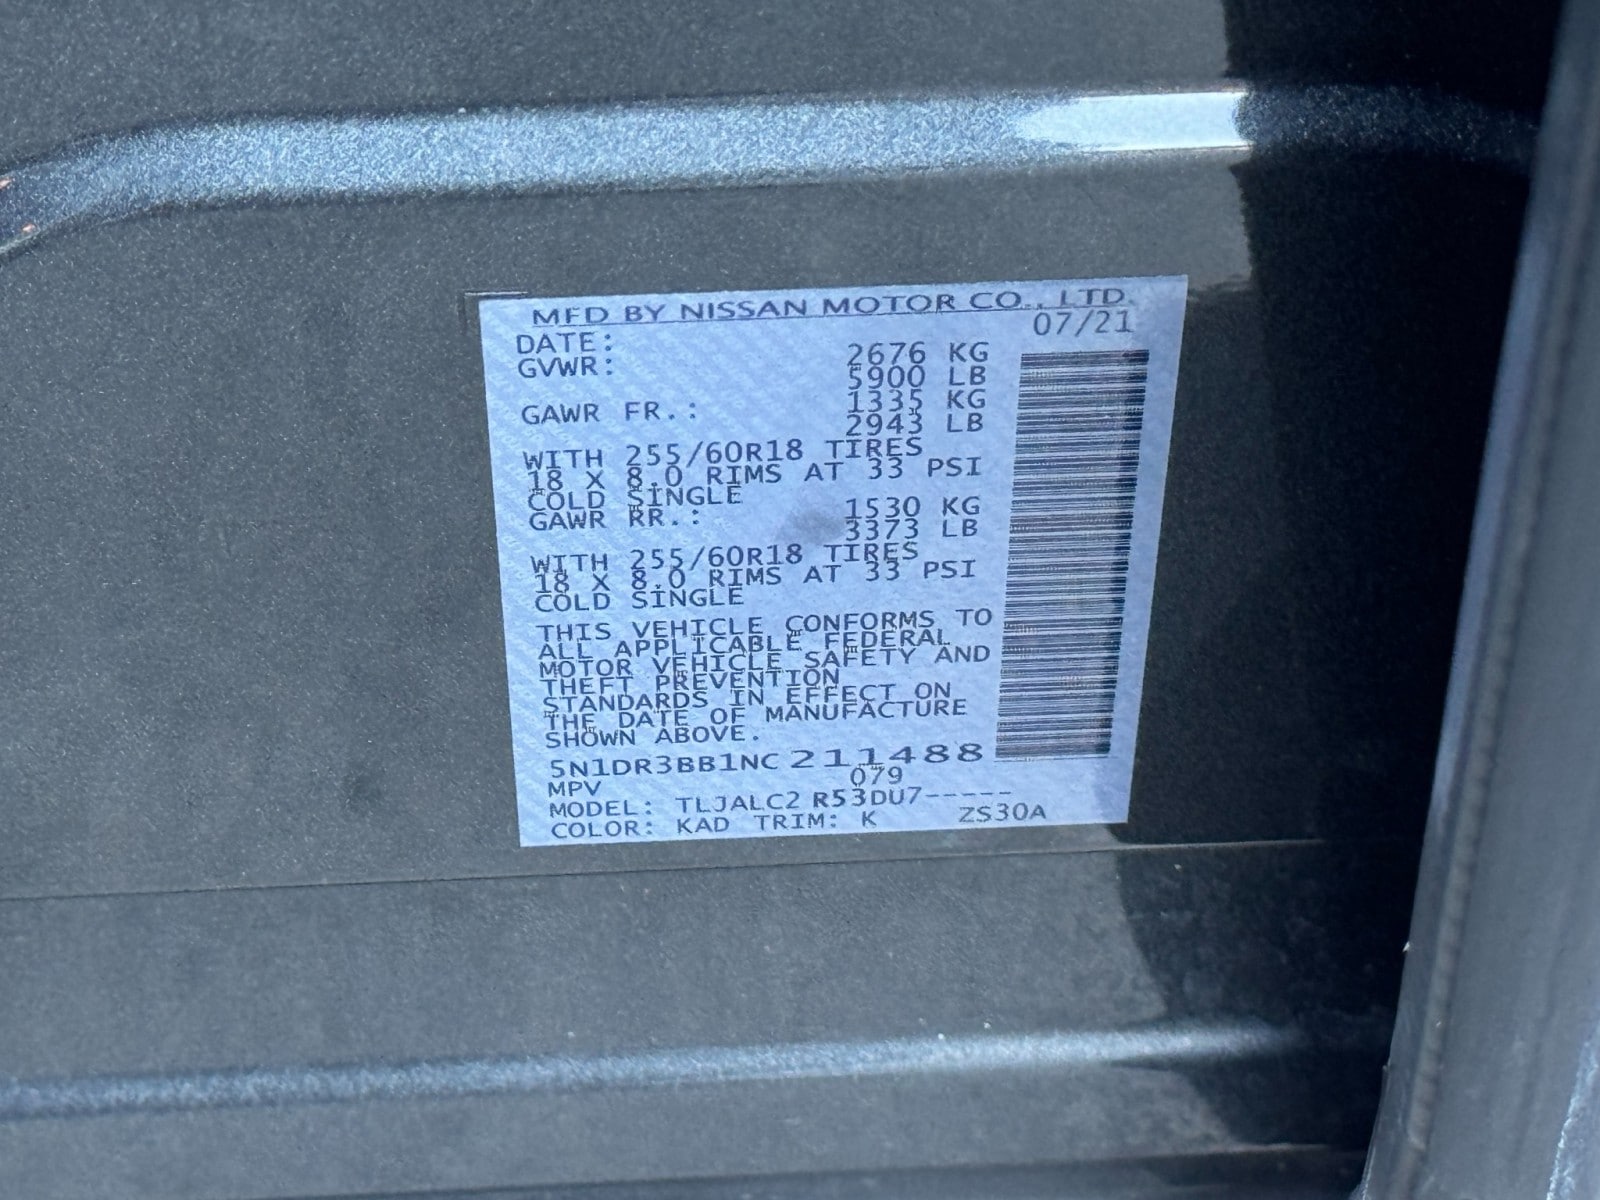 MFD BY NISSAN MOTOR CO., LTD.
DATE: 07/21
GVWR: 2676 KG
5900 LB
GAWR FR.: 1335 KG
2943 LB
WITH 255/60R18 TIRES
18 X 8.0 RIMS AT 33 PSI
COLD SINGLE
GAWR RR.: 1530 KG
3373 LB
WITH 255/60R18 TIRES
18 X 8.0 RIMS AT 33 PSI
COLD SINGLE
THIS VEHICLE CONFORMS TO
ALL APPLICABLE FEDERAL
MOTOR VEHICLE SAFETY AND
THEFT PREVENTION
STANDARDS IN EFFECT ON
THE DATE OF MANUFACTURE
SHOWN ABOVE.
5N1DR3BB1NC211488
MPV 079
MODEL: TLJALC2 R53DU7-----
COLOR: KAD TRIM: K ZS30A